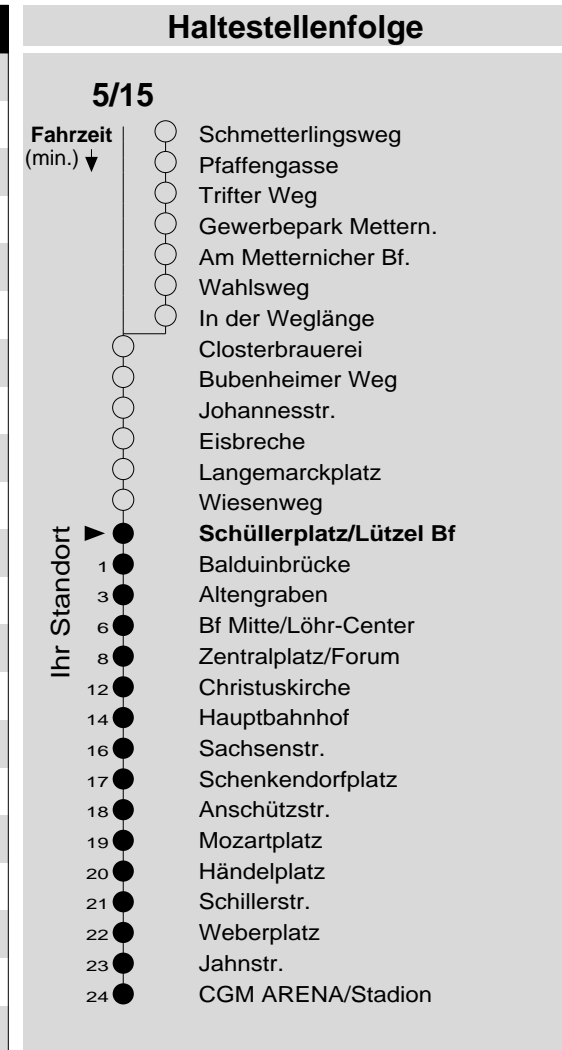 Haltestellenfolge
5/15
Fahrzeit
(min.)
Schmetterlingsweg
Pfaffengasse
Trifter Weg
Gewerbepark Mettern.
Am Metternicher Bf.
Wahlsweg
In der Weglänge
Closterbrauerei
Bubenheimer Weg
Johannesstr.
Eisbreche
Langemarckplatz
Wiesenweg
Ihr Standort
Schüllerplatz/Lützel Bf
1 Balduinbrücke
3 Altengraben
6 Bf Mitte/Löhr-Center
8 Zentralplatz/Forum
12 Christuskirche
14 Hauptbahnhof
16 Sachsenstr.
17 Schenkendorfplatz
18 Anschützstr.
19 Mozartplatz
20 Händelplatz
21 Schillerstr.
22 Weberplatz
23 Jahnstr.
24 CGM ARENA/Stadion